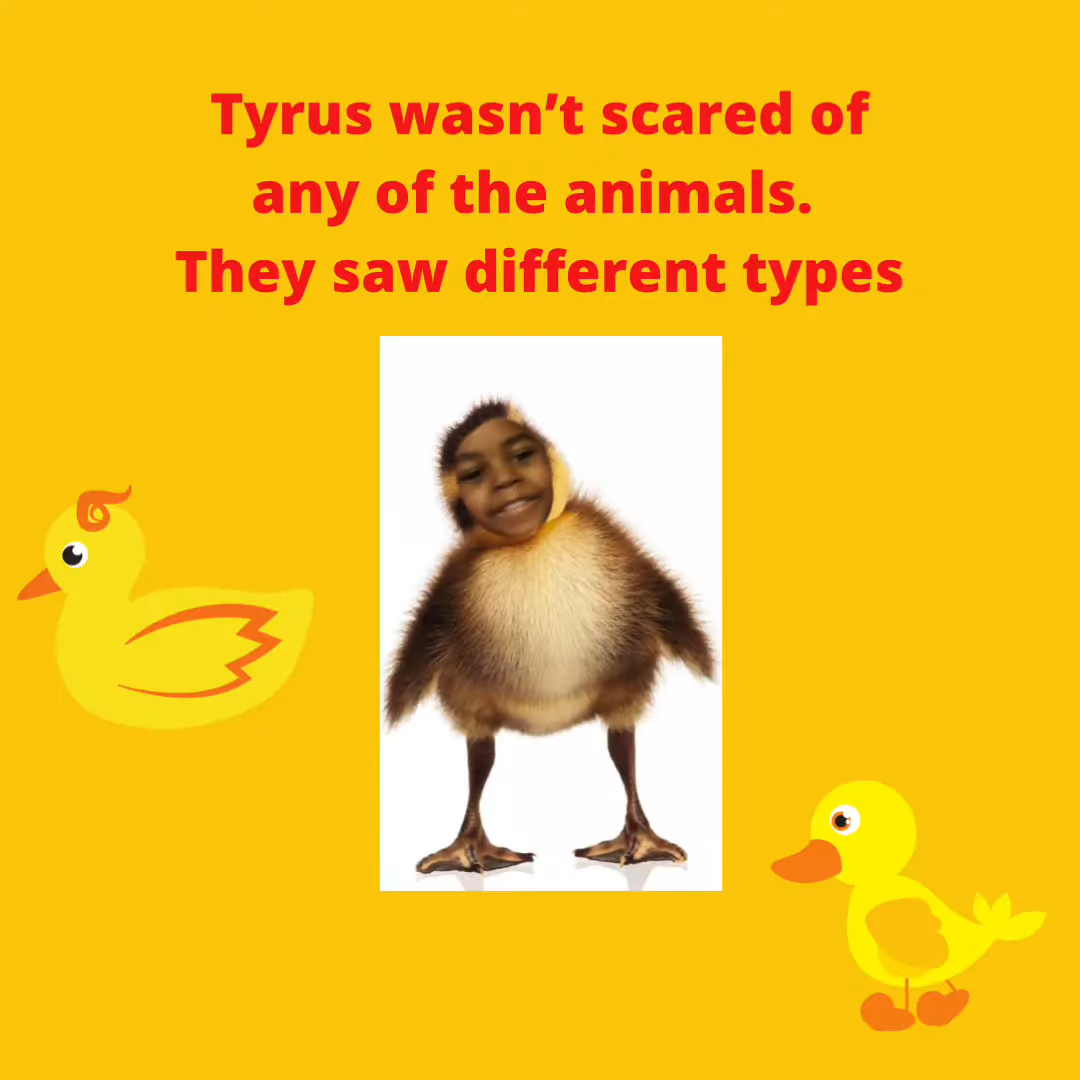 Tyrus wasn’t scared of
any of the animals.
They saw different types